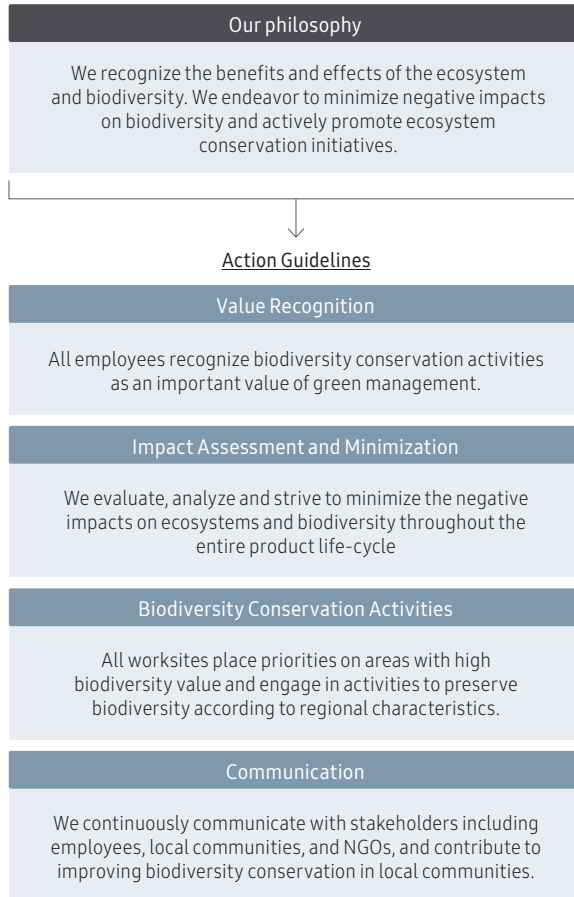 Our philosophy
We recognize the benefits and effects of the ecosystem
and biodiversity. We endeavor to minimize negative impacts
on biodiversity and actively promote ecosystem
conservation initiatives.
Action Guidelines
Value Recognition
All employees recognize biodiversity conservation activities
as an important value of green management.
Impact Assessment and Minimization
We evaluate, analyze and strive to minimize the negative
impacts on ecosystems and biodiversity throughout the
entire product life-cycle
Biodiversity Conservation Activities
All worksites place priorities on areas with high
biodiversity value and engage in activities to preserve
biodiversity according to regional characteristics.
Communication
We continuously communicate with stakeholders including
employees, local communities, and NGOs, and contribute to
improving biodiversity conservation in local communities.